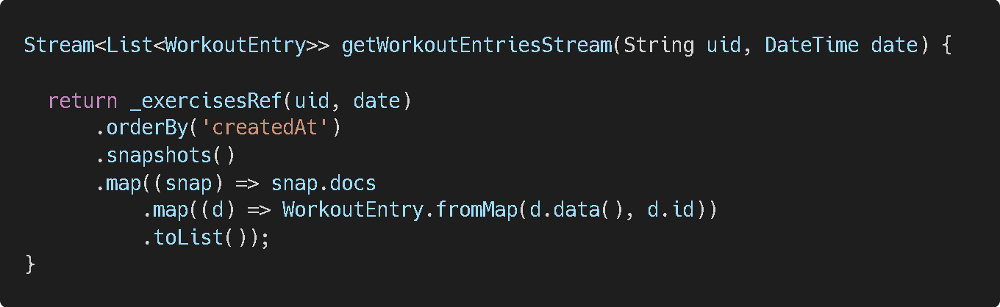 Stream<List<WorkoutEntry>> getWorkoutEntriesStream(String uid, DateTime date) {
return _exercisesRef(uid, date)
.orderBy('createdAt')
.snapshots()
.map((snap) => snap.docs
.map((d) => WorkoutEntry.fromMap(d.data(), d.id))
.toList());
}